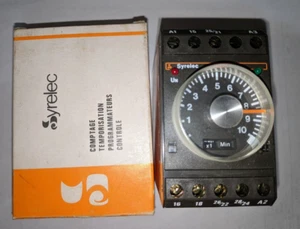 Syrelec
COMPTAGE
TEMPORISATION
PROGRAMMATEURS
CONTROLE
A1 15 25/21 A3
Syrelec
Un R
1 2 3 4 5 6 7 8 9 10
Min
16 18 26/22 28/24 A2